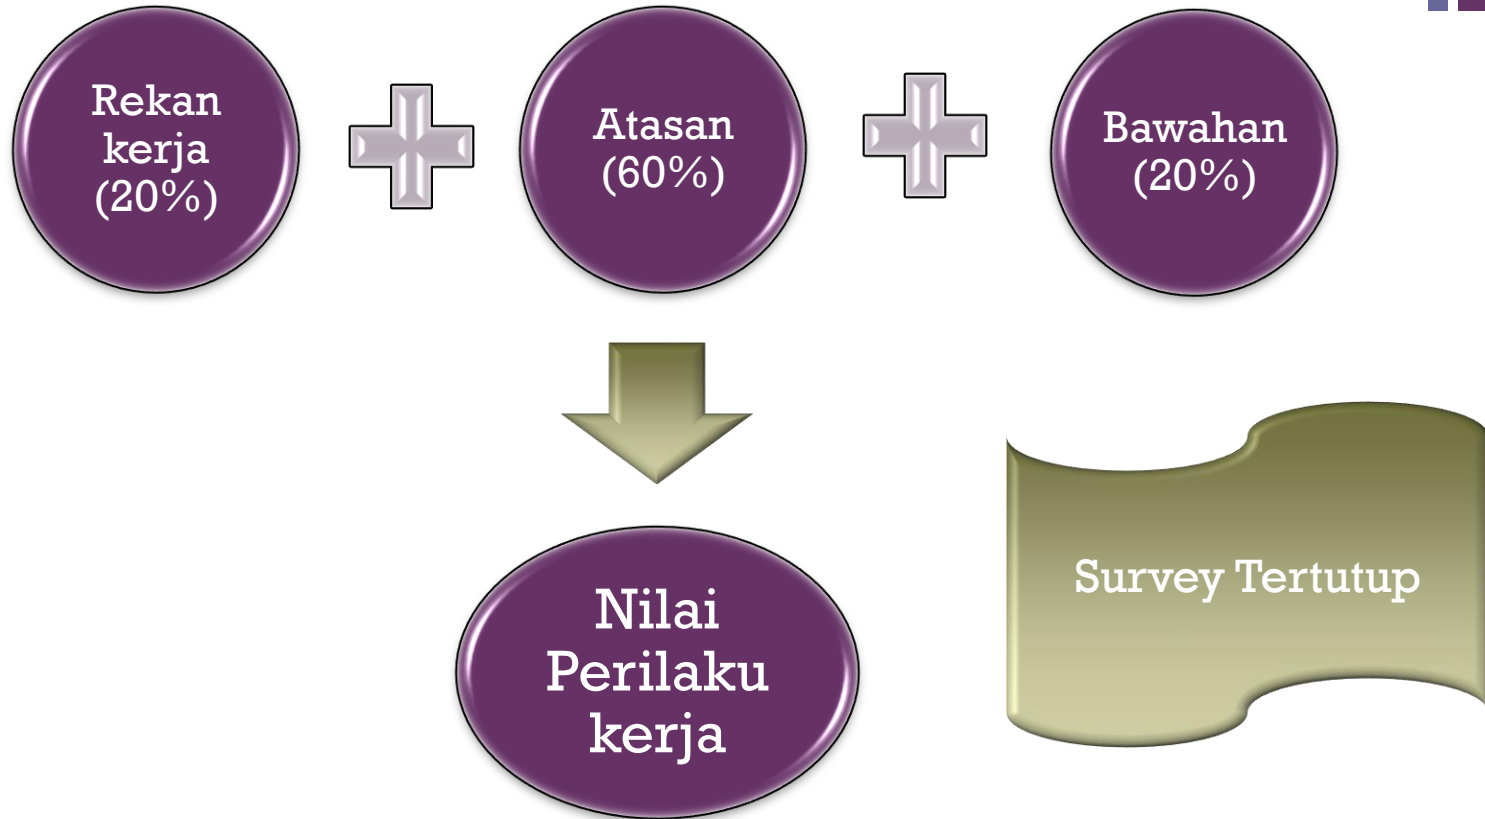 Rekan
kerja
(20%)
Atasan
(60%)
Bawahan
(20%)
Survey Tertutup
Nilai
Perilaku
kerja